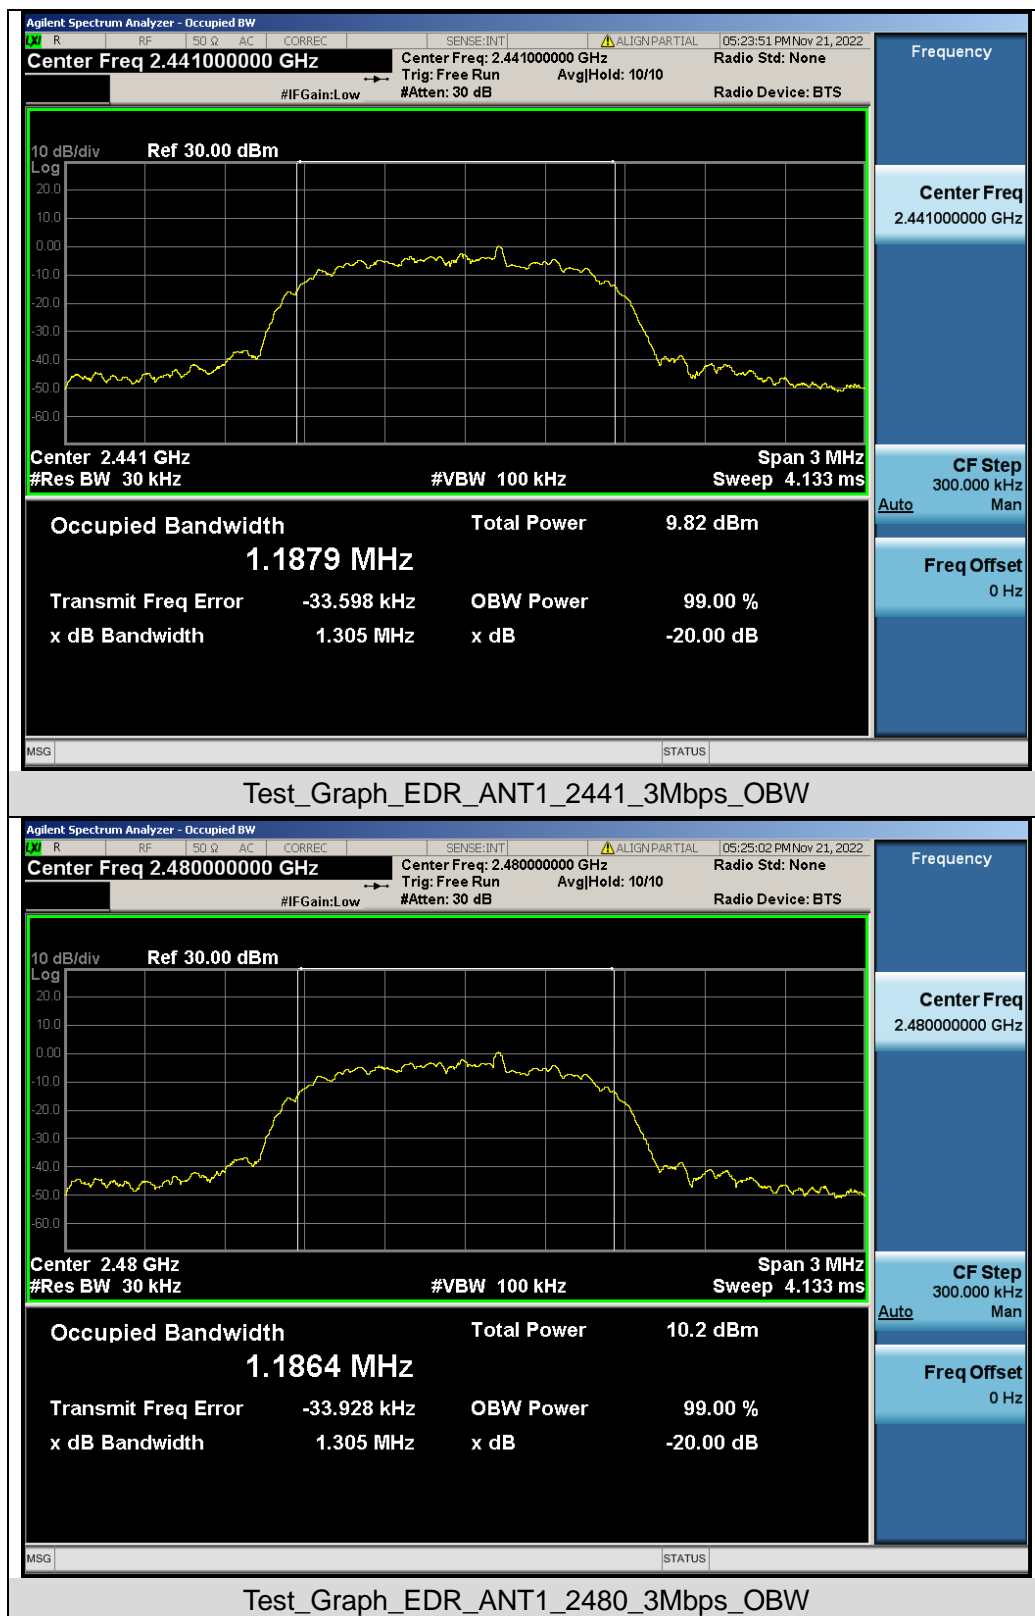 Agilent Spectrum Analyzer - Occupied BW
LXI R RF 50 Ω AC CORREC SENSE:INT ALIGN PARTIAL 05:23:51 PM Nov 21, 2022
Center Freq 2.441000000 GHz
Center Freq: 2.441000000 GHz Radio Std: None
Trig: Free Run Avg|Hold: 10/10
#IFGain:Low #Atten: 30 dB Radio Device: BTS
Frequency
10 dB/div Ref 30.00 dBm
Log
20.0
10.0
0.00
-10.0
-20.0
-30.0
-40.0
-50.0
-60.0
Center 2.441 GHz Span 3 MHz
#Res BW 30 kHz #VBW 100 kHz Sweep 4.133 ms
Center Freq
2.441000000 GHz
CF Step
300.000 kHz
Auto Man
Freq Offset
0 Hz
Occupied Bandwidth Total Power 9.82 dBm
1.1879 MHz
Transmit Freq Error -33.598 kHz OBW Power 99.00 %
x dB Bandwidth 1.305 MHz x dB -20.00 dB
MSG STATUS
Test_Graph_EDR_ANT1_2441_3Mbps_OBW
Agilent Spectrum Analyzer - Occupied BW
LXI R RF 50 Ω AC CORREC SENSE:INT ALIGN PARTIAL 05:25:02 PM Nov 21, 2022
Center Freq 2.480000000 GHz
Center Freq: 2.480000000 GHz Radio Std: None
Trig: Free Run Avg|Hold: 10/10
#IFGain:Low #Atten: 30 dB Radio Device: BTS
Frequency
10 dB/div Ref 30.00 dBm
Log
20.0
10.0
0.00
-10.0
-20.0
-30.0
-40.0
-50.0
-60.0
Center 2.48 GHz Span 3 MHz
#Res BW 30 kHz #VBW 100 kHz Sweep 4.133 ms
Center Freq
2.480000000 GHz
CF Step
300.000 kHz
Auto Man
Freq Offset
0 Hz
Occupied Bandwidth Total Power 10.2 dBm
1.1864 MHz
Transmit Freq Error -33.928 kHz OBW Power 99.00 %
x dB Bandwidth 1.305 MHz x dB -20.00 dB
MSG STATUS
Test_Graph_EDR_ANT1_2480_3Mbps_OBW